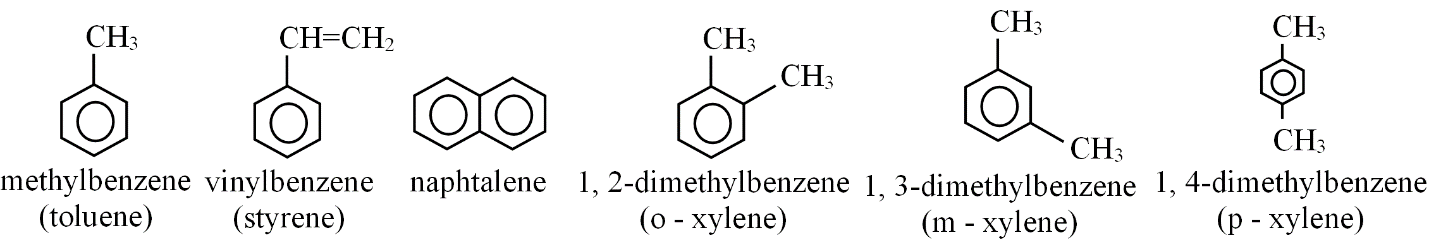 CH₃
methylbenzene
(toluene)
CH=CH₂
vinylbenzene
(styrene)
naphtalene
CH₃
CH₃
1, 2-dimethylbenzene
(o - xylene)
CH₃
CH₃
1, 3-dimethylbenzene
(m - xylene)
CH₃
CH₃
1, 4-dimethylbenzene
(p - xylene)